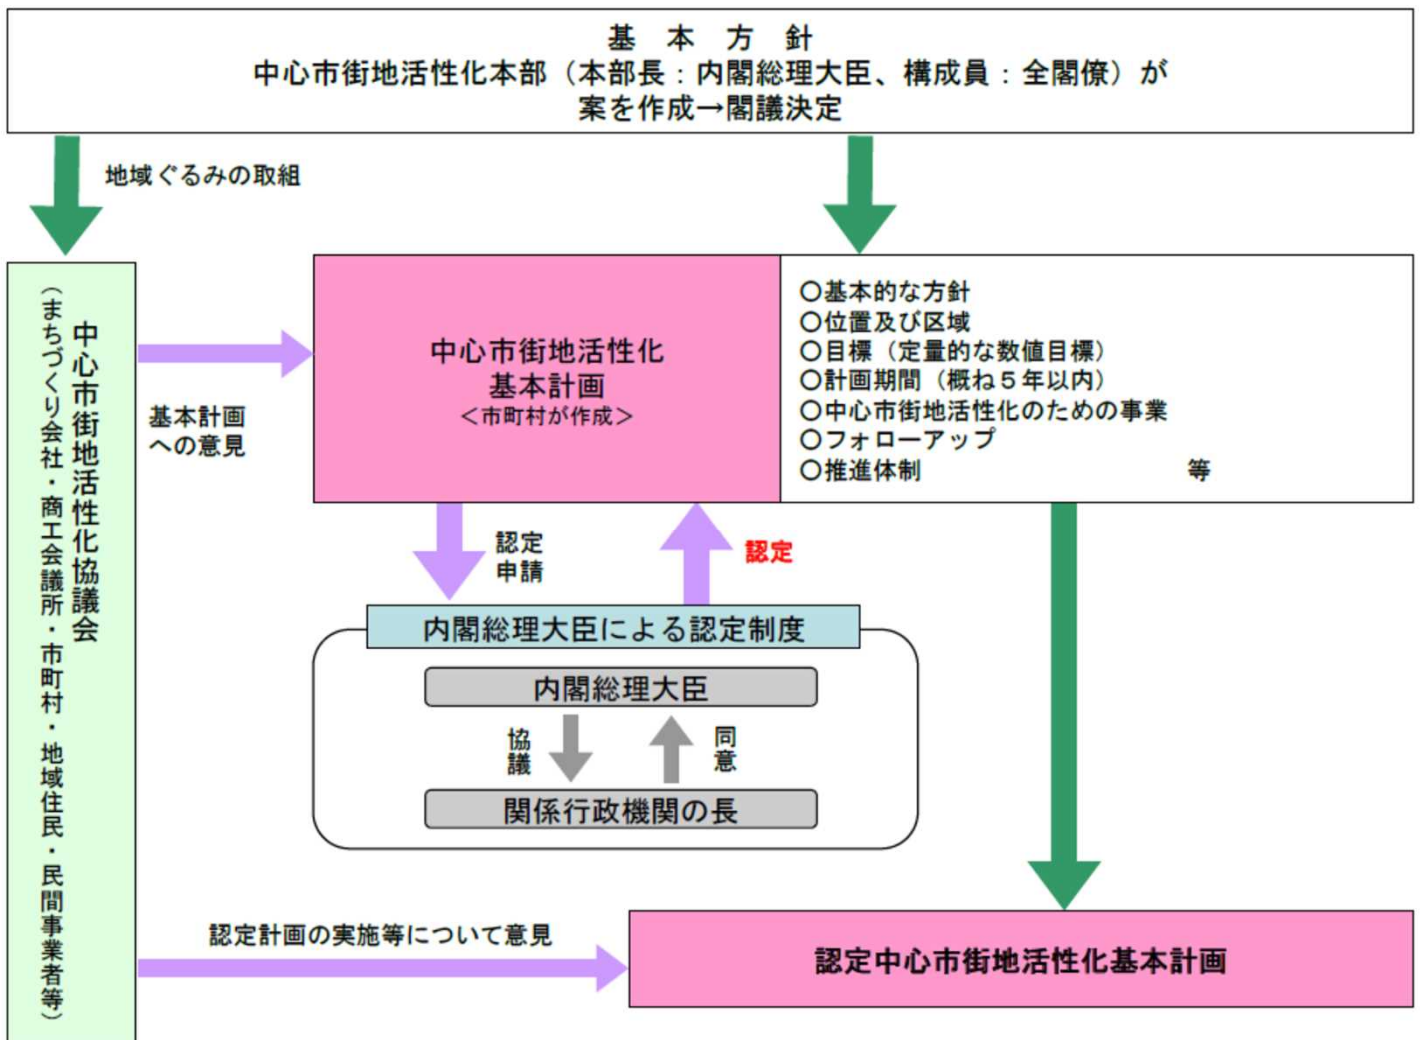 基　本　方　針
中心市街地活性化本部（本部長：内閣総理大臣、構成員：全閣僚）が
案を作成→閣議決定
地域ぐるみの取組
中心市街地活性化協議会
（まちづくり会社・商工会議所・市町村・地域住民・民間事業者等）
基本計画
への意見
中心市街地活性化
基本計画
＜市町村が作成＞
〇基本的な方針
〇位置及び区域
〇目標（定量的な数値目標）
〇計画期間（概ね５年以内）
〇中心市街地活性化のための事業
〇フォローアップ
〇推進体制　　　　　　　　　　　等
認定
申請
認定
内閣総理大臣による認定制度
内閣総理大臣
協議
同意
関係行政機関の長
認定計画の実施等について意見
認定中心市街地活性化基本計画